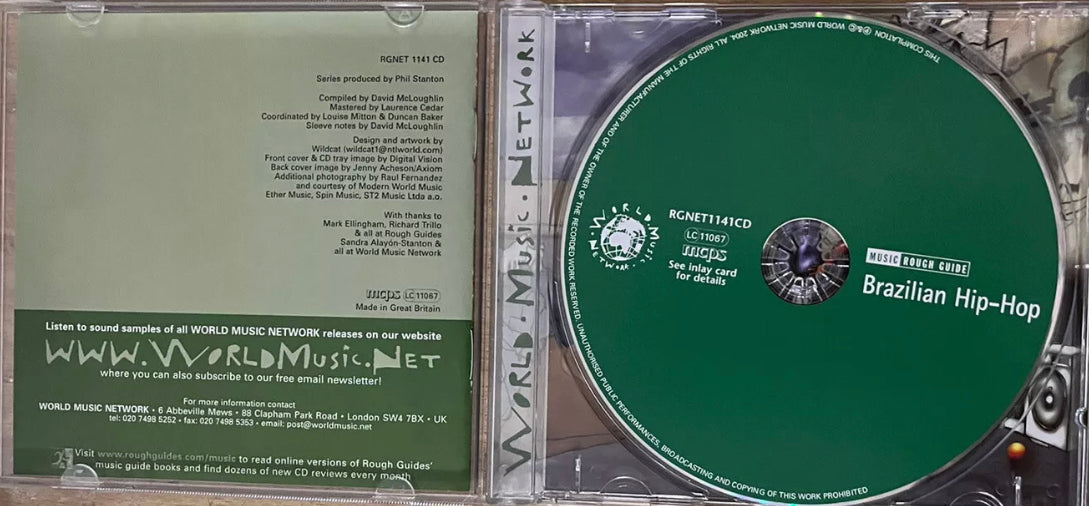 RGNET 1141 CD
Series produced by Phil Stanton
Compiled by David McLoughlin
Mastered by Laurence Cedar
Coordinated by Louise Mitton & Duncan Baker
Sleeve notes by David McLoughlin
Design and artwork by
Wildcat (wildcat1@ntlworld.com)
Front cover & CD tray image by Digital Vision
Back cover image by Jenny Acheson/Axiom
Additional photography by Raul Fernandez
and courtesy of Modern World Music
Ether Music, Spin Music, ST2 Music Ltda a.o.
With thanks to
Mark Ellingham, Richard Trillo
& all at Rough Guides
Sandra Alayón-Stanton &
all at World Music Network
mcps LC 11067
Made in Great Britain
Listen to sound samples of all WORLD MUSIC NETWORK releases on our website
WWW.WORLDMUSIC.NET
where you can also subscribe to our free email newsletter!
For more information contact
WORLD MUSIC NETWORK • 6 Abbeville Mews • 88 Clapham Park Road • London SW4 7BX • UK
tel: 020 7498 5252 • fax: 020 7498 5353 • email: post@worldmusic.net
Visit www.roughguides.com/music to read online versions of Rough Guides'
music guide books and find dozens of new CD reviews every month
WORLD • MUSIC • NETWORK
THIS COMPILATION ℗&© WORLD MUSIC NETWORK 2004. ALL RIGHTS OF THE MANUFACTURER AND OF THE OWNER OF THE RECORDED WORK RESERVED. UNAUTHORISED PUBLIC PERFORMANCES, BROADCASTING AND COPYING OF THIS WORK PROHIBITED
WORLD MUSIC NETWORK
RGNET1141CD
LC 11067
mcps
See inlay card
for details
MUSIC ROUGH GUIDE
Brazilian Hip-Hop